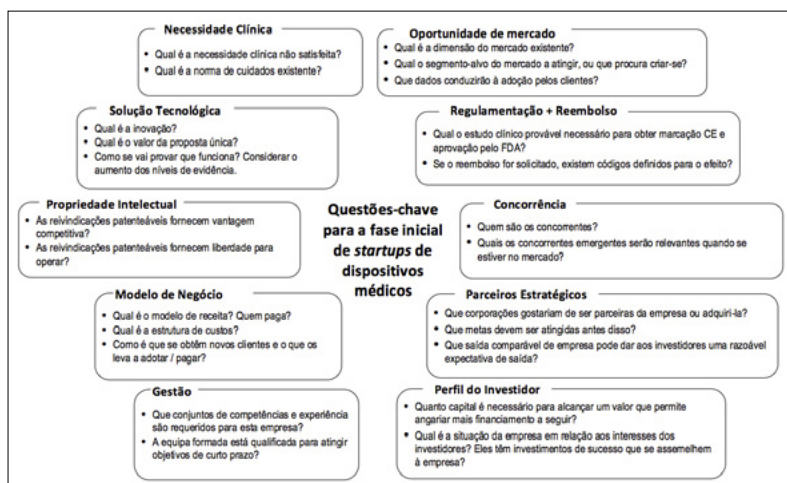 Necessidade Clínica
• Qual é a necessidade clínica não satisfeita?
• Qual é a norma de cuidados existente?
Oportunidade de mercado
• Qual é a dimensão do mercado existente?
• Qual o segmento-alvo do mercado a atingir, ou que procura criar-se?
• Que dados conduzirão à adoção pelos clientes?
Solução Tecnológica
• Qual é a inovação?
• Qual é o valor da proposta única?
• Como se vai provar que funciona? Considerar o
aumento dos níveis de evidência.
Regulamentação + Reembolso
• Qual o estudo clínico provável necessário para obter marcação CE e
aprovação pelo FDA?
• Se o reembolso for solicitado, existem códigos definidos para o efeito?
Propriedade Intelectual
• As reivindicações patenteáveis fornecem vantagem
competitiva?
• As reivindicações patenteáveis fornecem liberdade para
operar?
Questões-chave
para a fase inicial
de startups de
dispositivos
médicos
Concorrência
• Quem são os concorrentes?
• Quais os concorrentes emergentes serão relevantes quando se
estiver no mercado?
Modelo de Negócio
• Qual é o modelo de receita? Quem paga?
• Qual é a estrutura de custos?
• Como é que se obtêm novos clientes e o que os
leva a adotar / pagar?
Parceiros Estratégicos
• Que corporações gostariam de ser parceiras da empresa ou adquiri-la?
• Que metas devem ser atingidas antes disso?
• Que saída comparável de empresa pode dar aos investidores uma razoável
expectativa de saída?
Gestão
• Que conjuntos de competências e experiência
são requeridos para esta empresa?
• A equipa formada está qualificada para atingir
objetivos de curto prazo?
Perfil do Investidor
• Quanto capital é necessário para alcançar um valor que permite
angariar mais financiamento a seguir?
• Qual é a situação da empresa em relação aos interesses dos
investidores? Eles têm investimentos de sucesso que se assemelhem
à empresa?